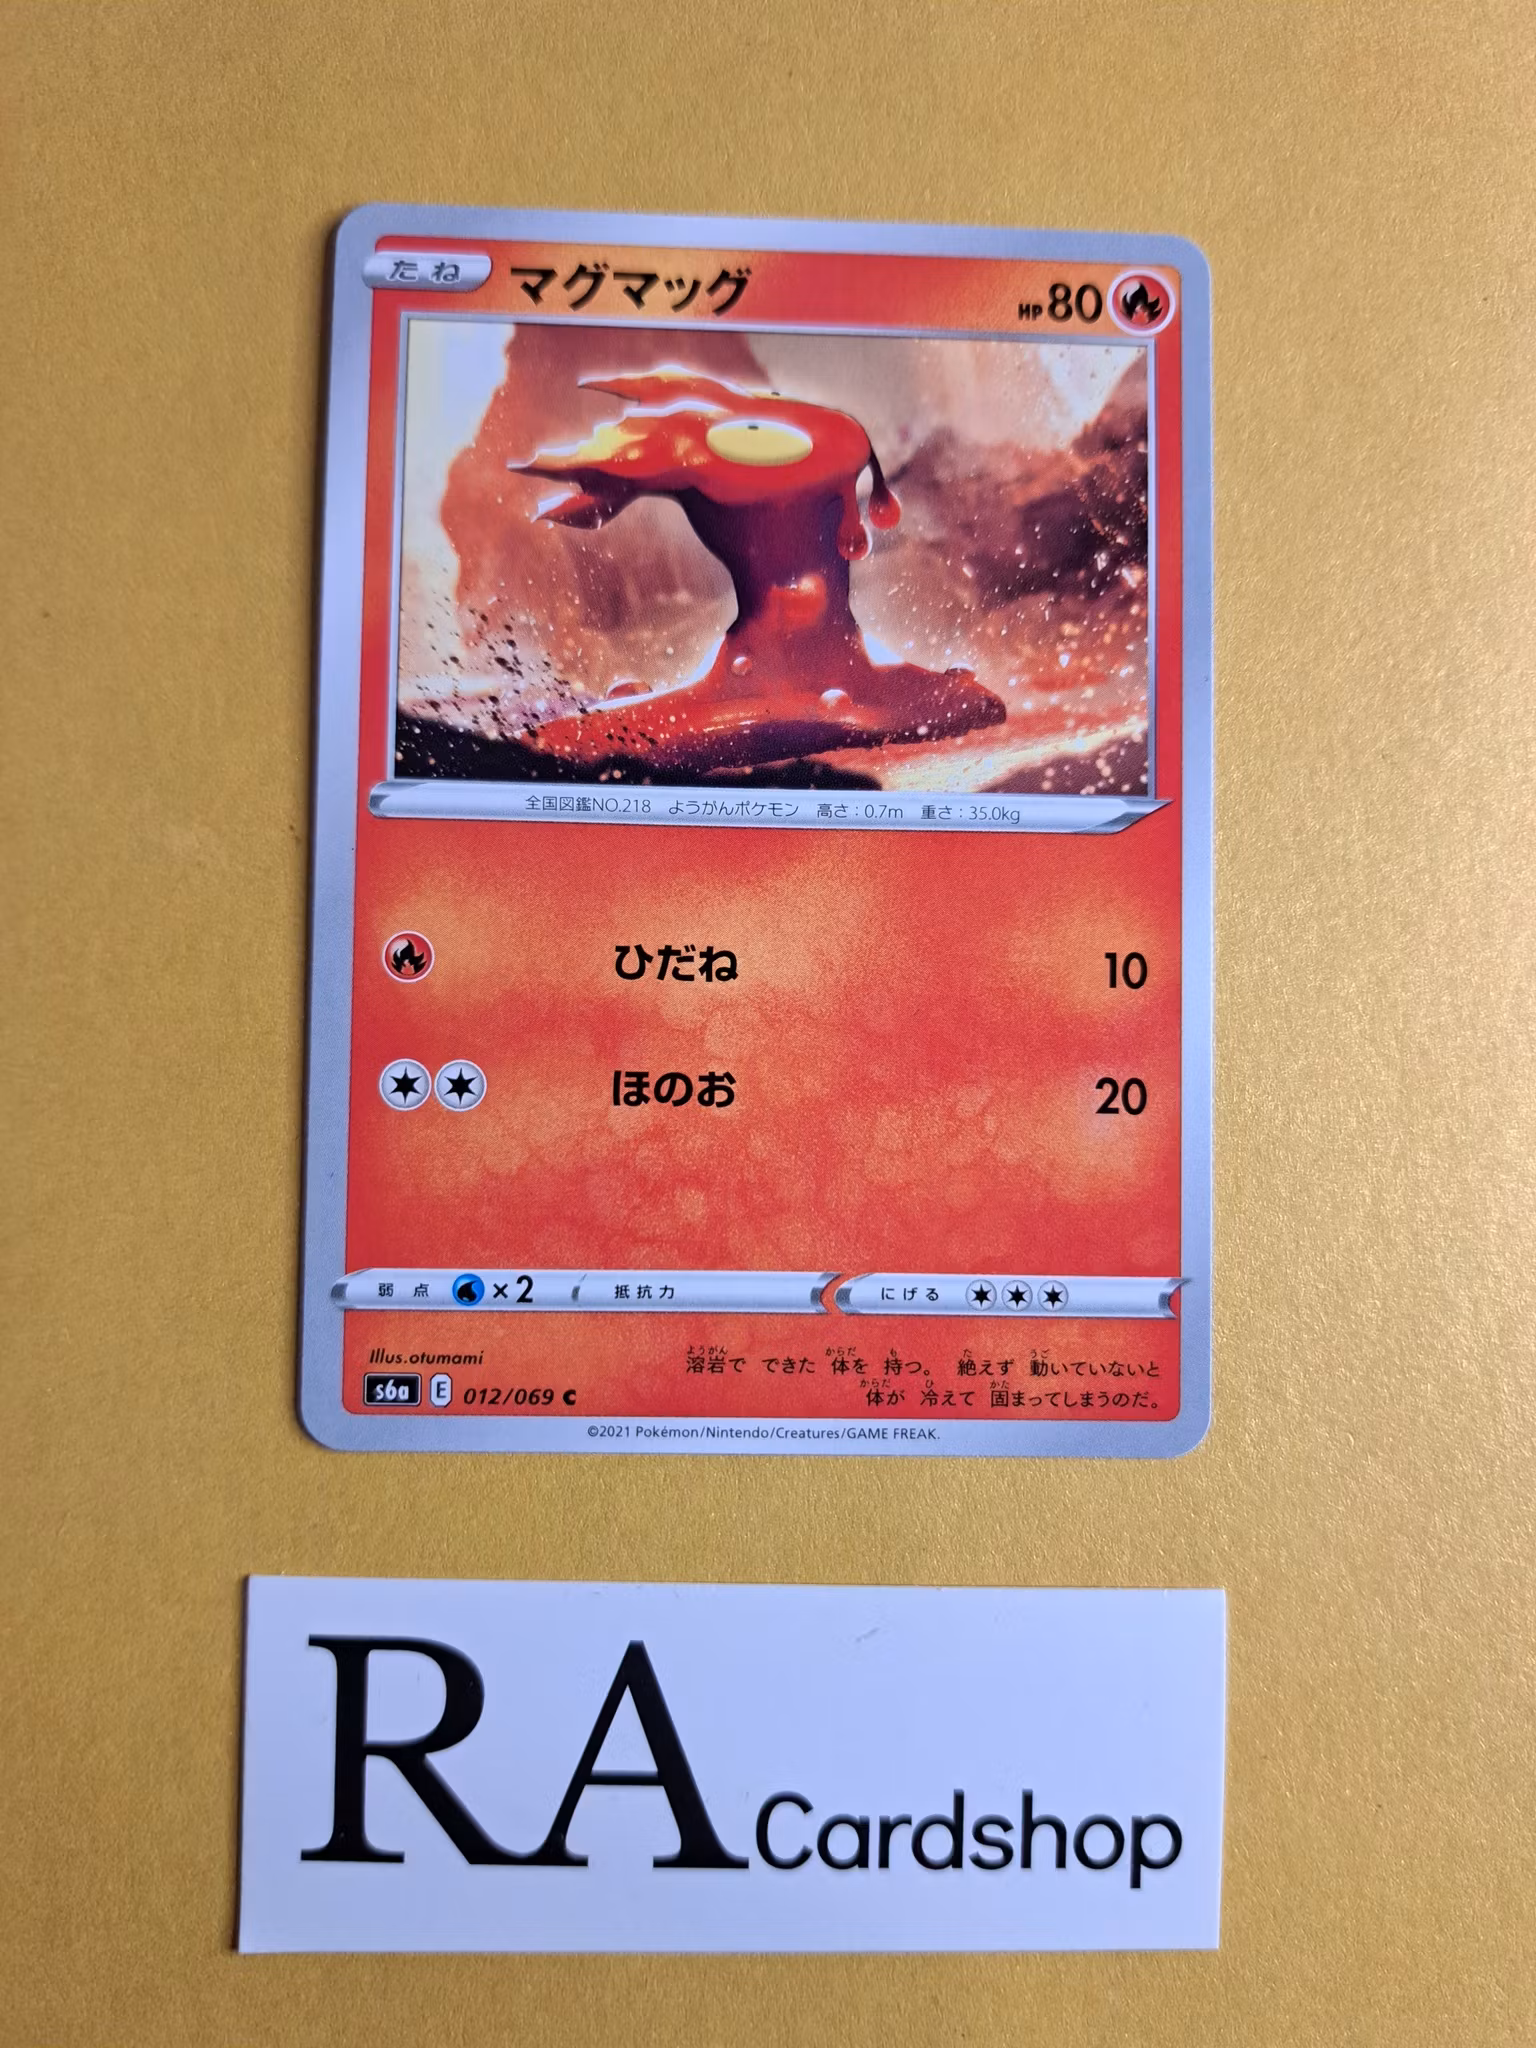 たね マグマッグ HP80
全国図鑑NO.218 ようがんポケモン 高さ：0.7m 重さ：35.0kg
ひだね 10
ほのお 20
弱点 ×2 抵抗力 にげる
Illus.otumami
溶岩で できた 体を 持つ。 絶えず 動いていないと
体が 冷えて 固まってしまうのだ。
s6a E 012/069 C
©2021 Pokémon/Nintendo/Creatures/GAME FREAK.
RA Cardshop